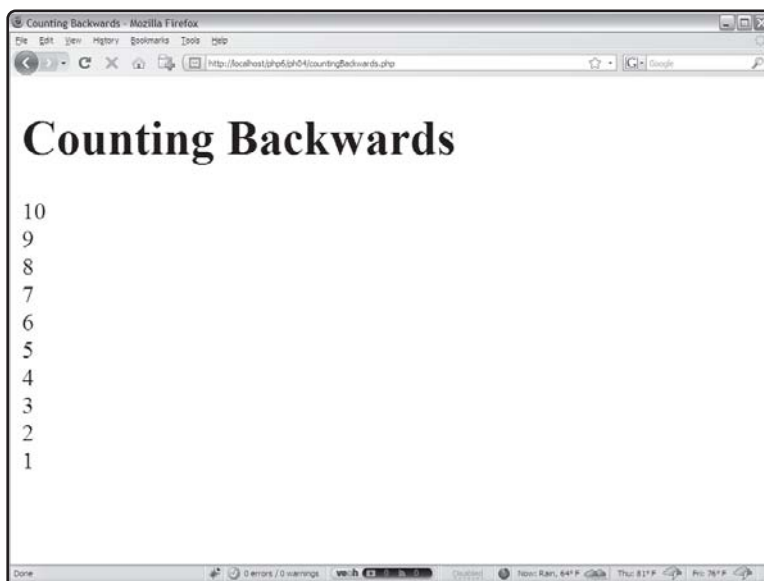 Counting Backwards - Mozilla Firefox
File Edit View History Bookmarks Tools Help
http://localhost/php6/ph04/countingBackwards.php
Google
Counting Backwards
10
9
8
7
6
5
4
3
2
1
Done
0 errors / 0 warnings
veoh
Disabled
Now: Rain, 64° F
Thu: 81° F
Fri: 76° F